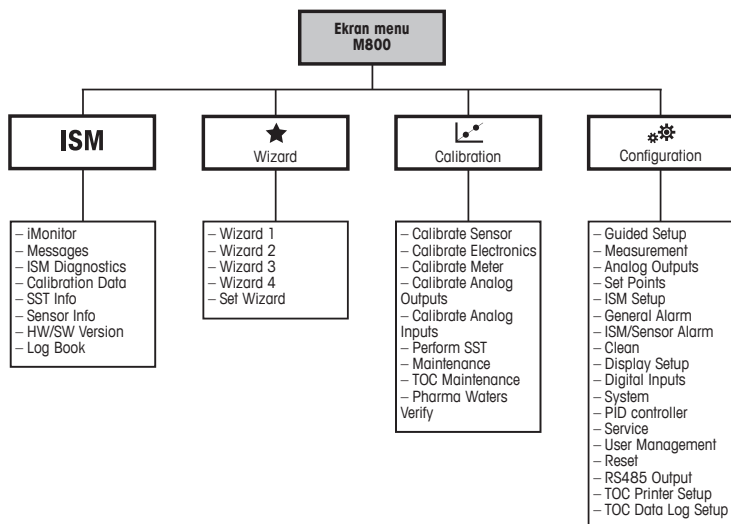 Ekran menu
M800
ISM
Wizard
Calibration
Configuration
– iMonitor
– Messages
– ISM Diagnostics
– Calibration Data
– SST Info
– Sensor Info
– HW/SW Version
– Log Book
– Wizard 1
– Wizard 2
– Wizard 3
– Wizard 4
– Set Wizard
– Calibrate Sensor
– Calibrate Electronics
– Calibrate Meter
– Calibrate Analog
Outputs
– Calibrate Analog
Inputs
– Perform SST
– Maintenance
– TOC Maintenance
– Pharma Waters
Verify
– Guided Setup
– Measurement
– Analog Outputs
– Set Points
– ISM Setup
– General Alarm
– ISM/Sensor Alarm
– Clean
– Display Setup
– Digital Inputs
– System
– PID controller
– Service
– User Management
– Reset
– RS485 Output
– TOC Printer Setup
– TOC Data Log Setup